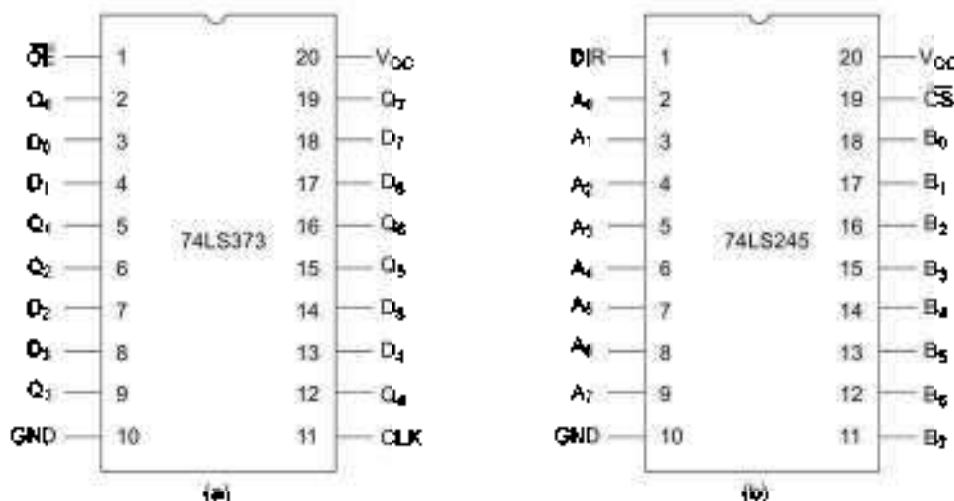 OE 1 20 VCC
Q0 2 19 Q7
D0 3 18 D7
D1 4 17 D6
Q1 5 16 Q6
Q2 6 15 Q5
D2 7 14 D5
D3 8 13 D4
Q3 9 12 Q4
GND 10 11 CLK
74LS373
(a)
DIR 1 20 VCC
A0 2 19 CS
A1 3 18 B0
A2 4 17 B1
A3 5 16 B2
A4 6 15 B3
A5 7 14 B4
A6 8 13 B5
A7 9 12 B6
GND 10 11 B7
74LS245
(b)